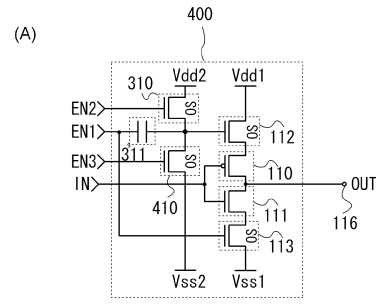 (A)
400
310
Vdd2
Vdd1
EN2
OS
EN1
OS
112
311
EN3
OS
110
IN
OUT
410
111
116
OS
113
Vss2
Vss1